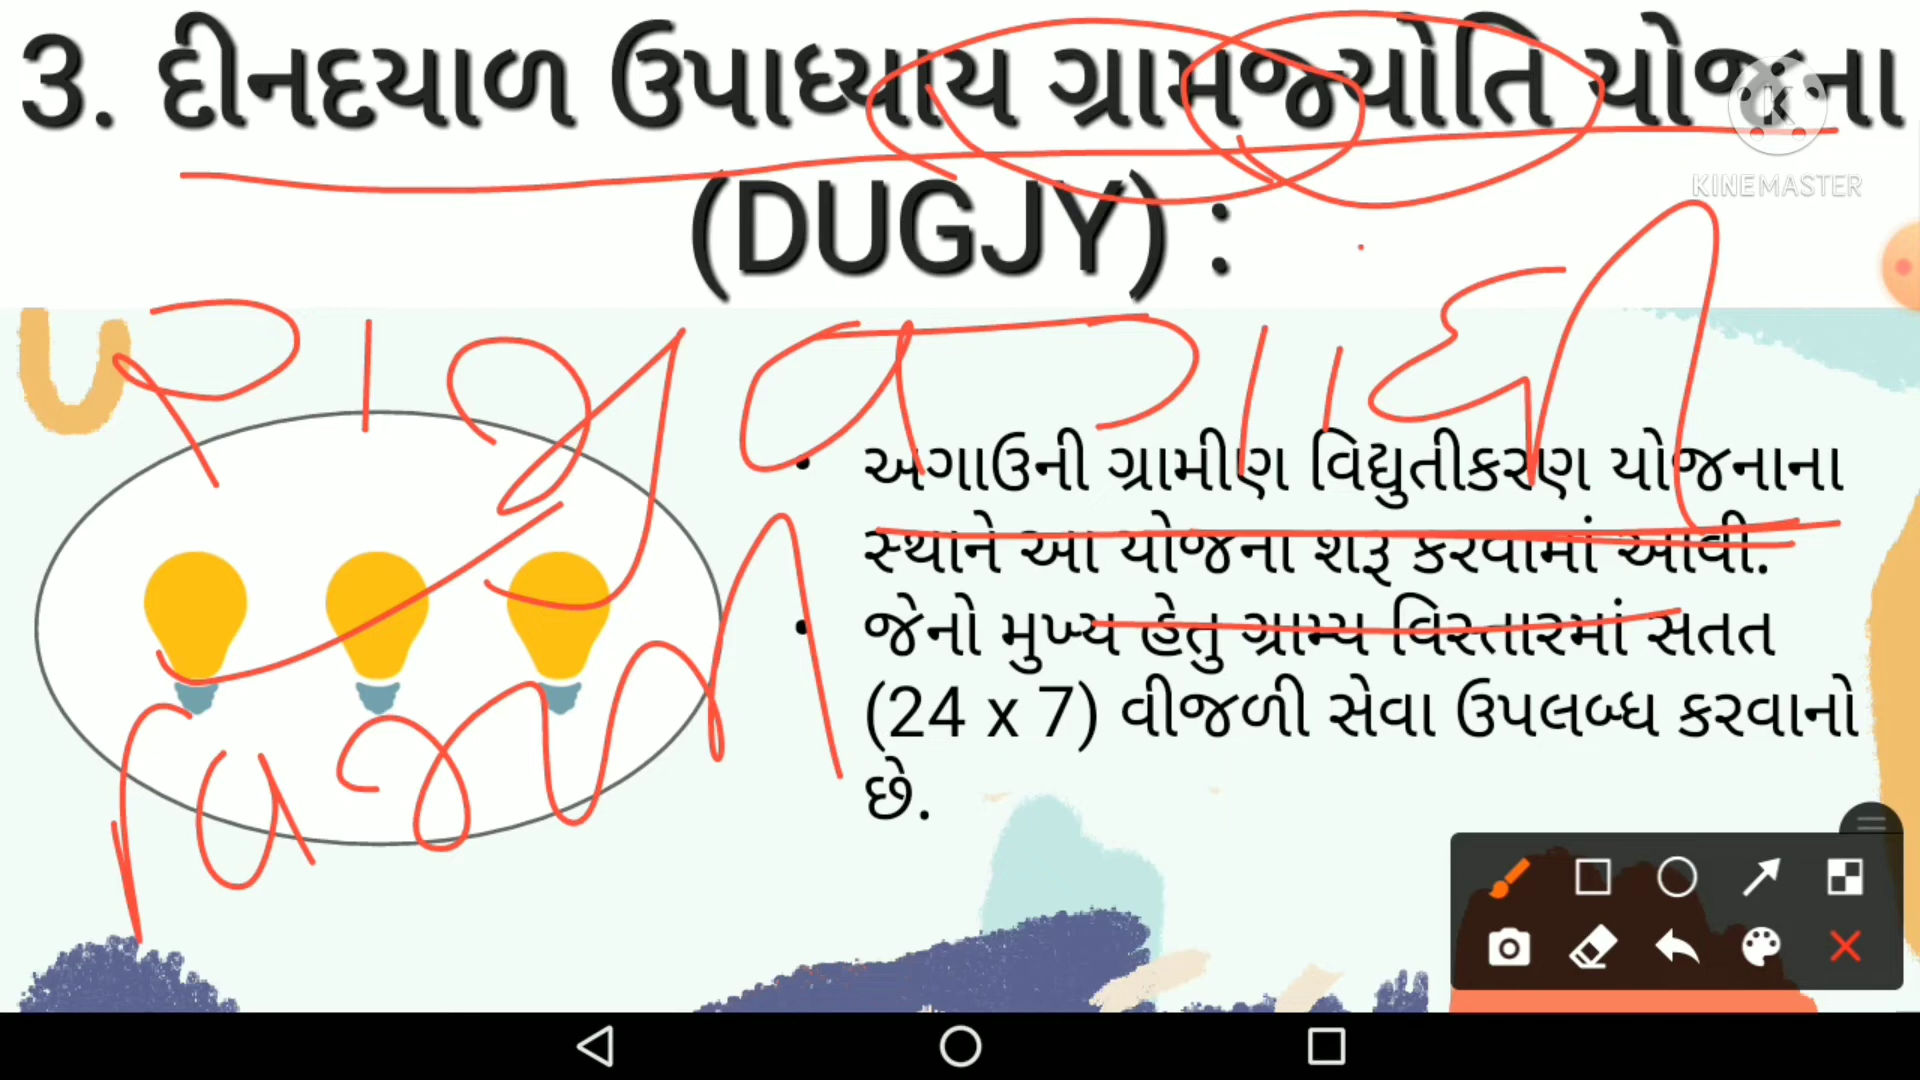 3. દીનદયાળ ઉપાધ્યાય ગ્રામજ્યોતિ યોજના
(DUGJY) :
KINEMASTER
રાજીવ ગાંધી
• અગાઉની ગ્રામીણ વિદ્યુતીકરણ યોજનાના
સ્થાને આ યોજના શરૂ કરવામાં આવી.
• જેનો મુખ્ય હેતુ ગ્રામ્ય વિસ્તારમાં સતત
(24 x 7) વીજળી સેવા ઉપલબ્ધ કરવાનો
છે.